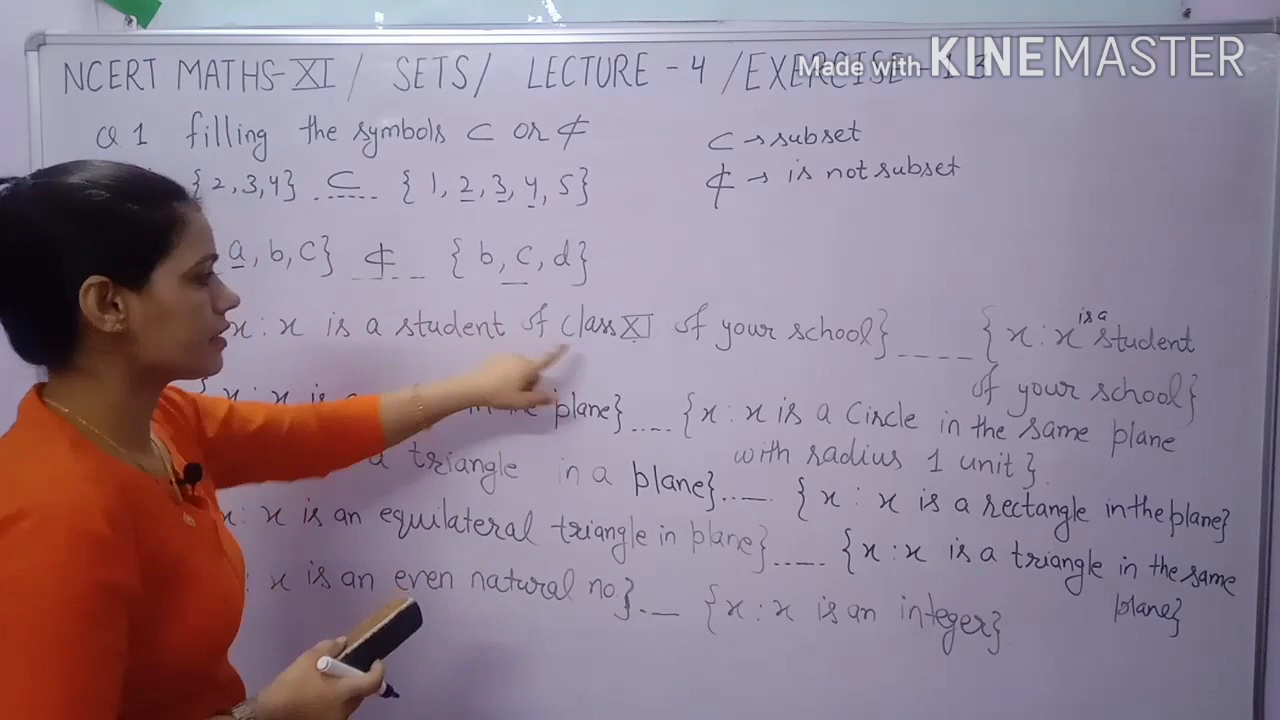 NCERT MATHS-XI / SETS / LECTURE - 4 / EXERCISE - 3
Made with KINEMASTER
Q 1 filling the symbols ⊂ or ⊄
⊂ → subset
⊄ → is not subset
{2,3,4} ...⊂... { 1, 2, 3, 4, 5}
a, b, c} _⊄_ _ { b, c, d}
x : x is a student of class XI of your school} _ _ _ _ {x : x is a student
of your school}
{ x : x is in the plane} .... {x : x is a Circle in the same plane
with radius 1 unit}.
a triangle in a plane} ..... { x : x is a rectangle in the plane}
x : x is an equilateral triangle in plane} ...... {x : x is a triangle in the same
plane}
: x is an even natural no.} .... {x : x is an integer}